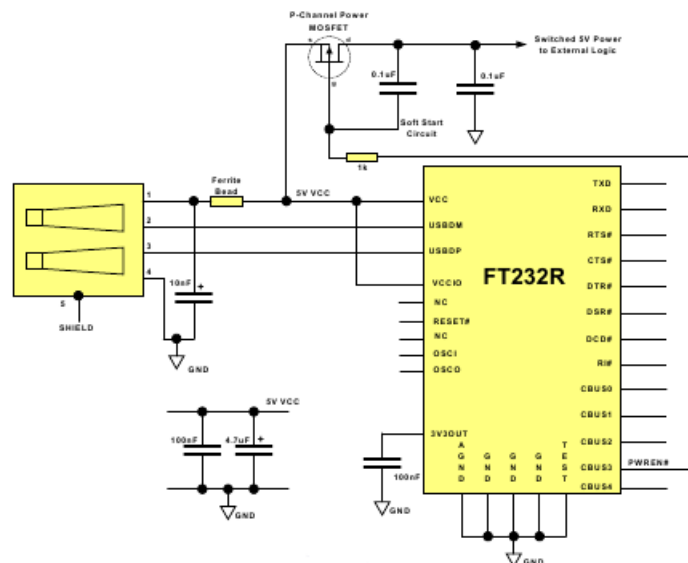 P-Channel Power
MOSFET
s
d
g
Switched 5V Power
to External Logic
0.1uF
0.1uF
Soft Start
Circuit
1k
Ferrite
Bead
5V VCC
1
2
3
4
5
SHIELD
10nF
+
GND
FT232R
VCC
USBDM
USBDP
VCCIO
NC
RESET#
NC
OSCI
OSCO
3V3OUT
AGND
GND
GND
GND
TEST
TXD
RXD
RTS#
CTS#
DTR#
DSR#
DCD#
RI#
CBUS0
CBUS1
CBUS2
CBUS3
PWREN#
CBUS4
5V VCC
100nF
4.7uF
+
GND
100nF
GND
GND